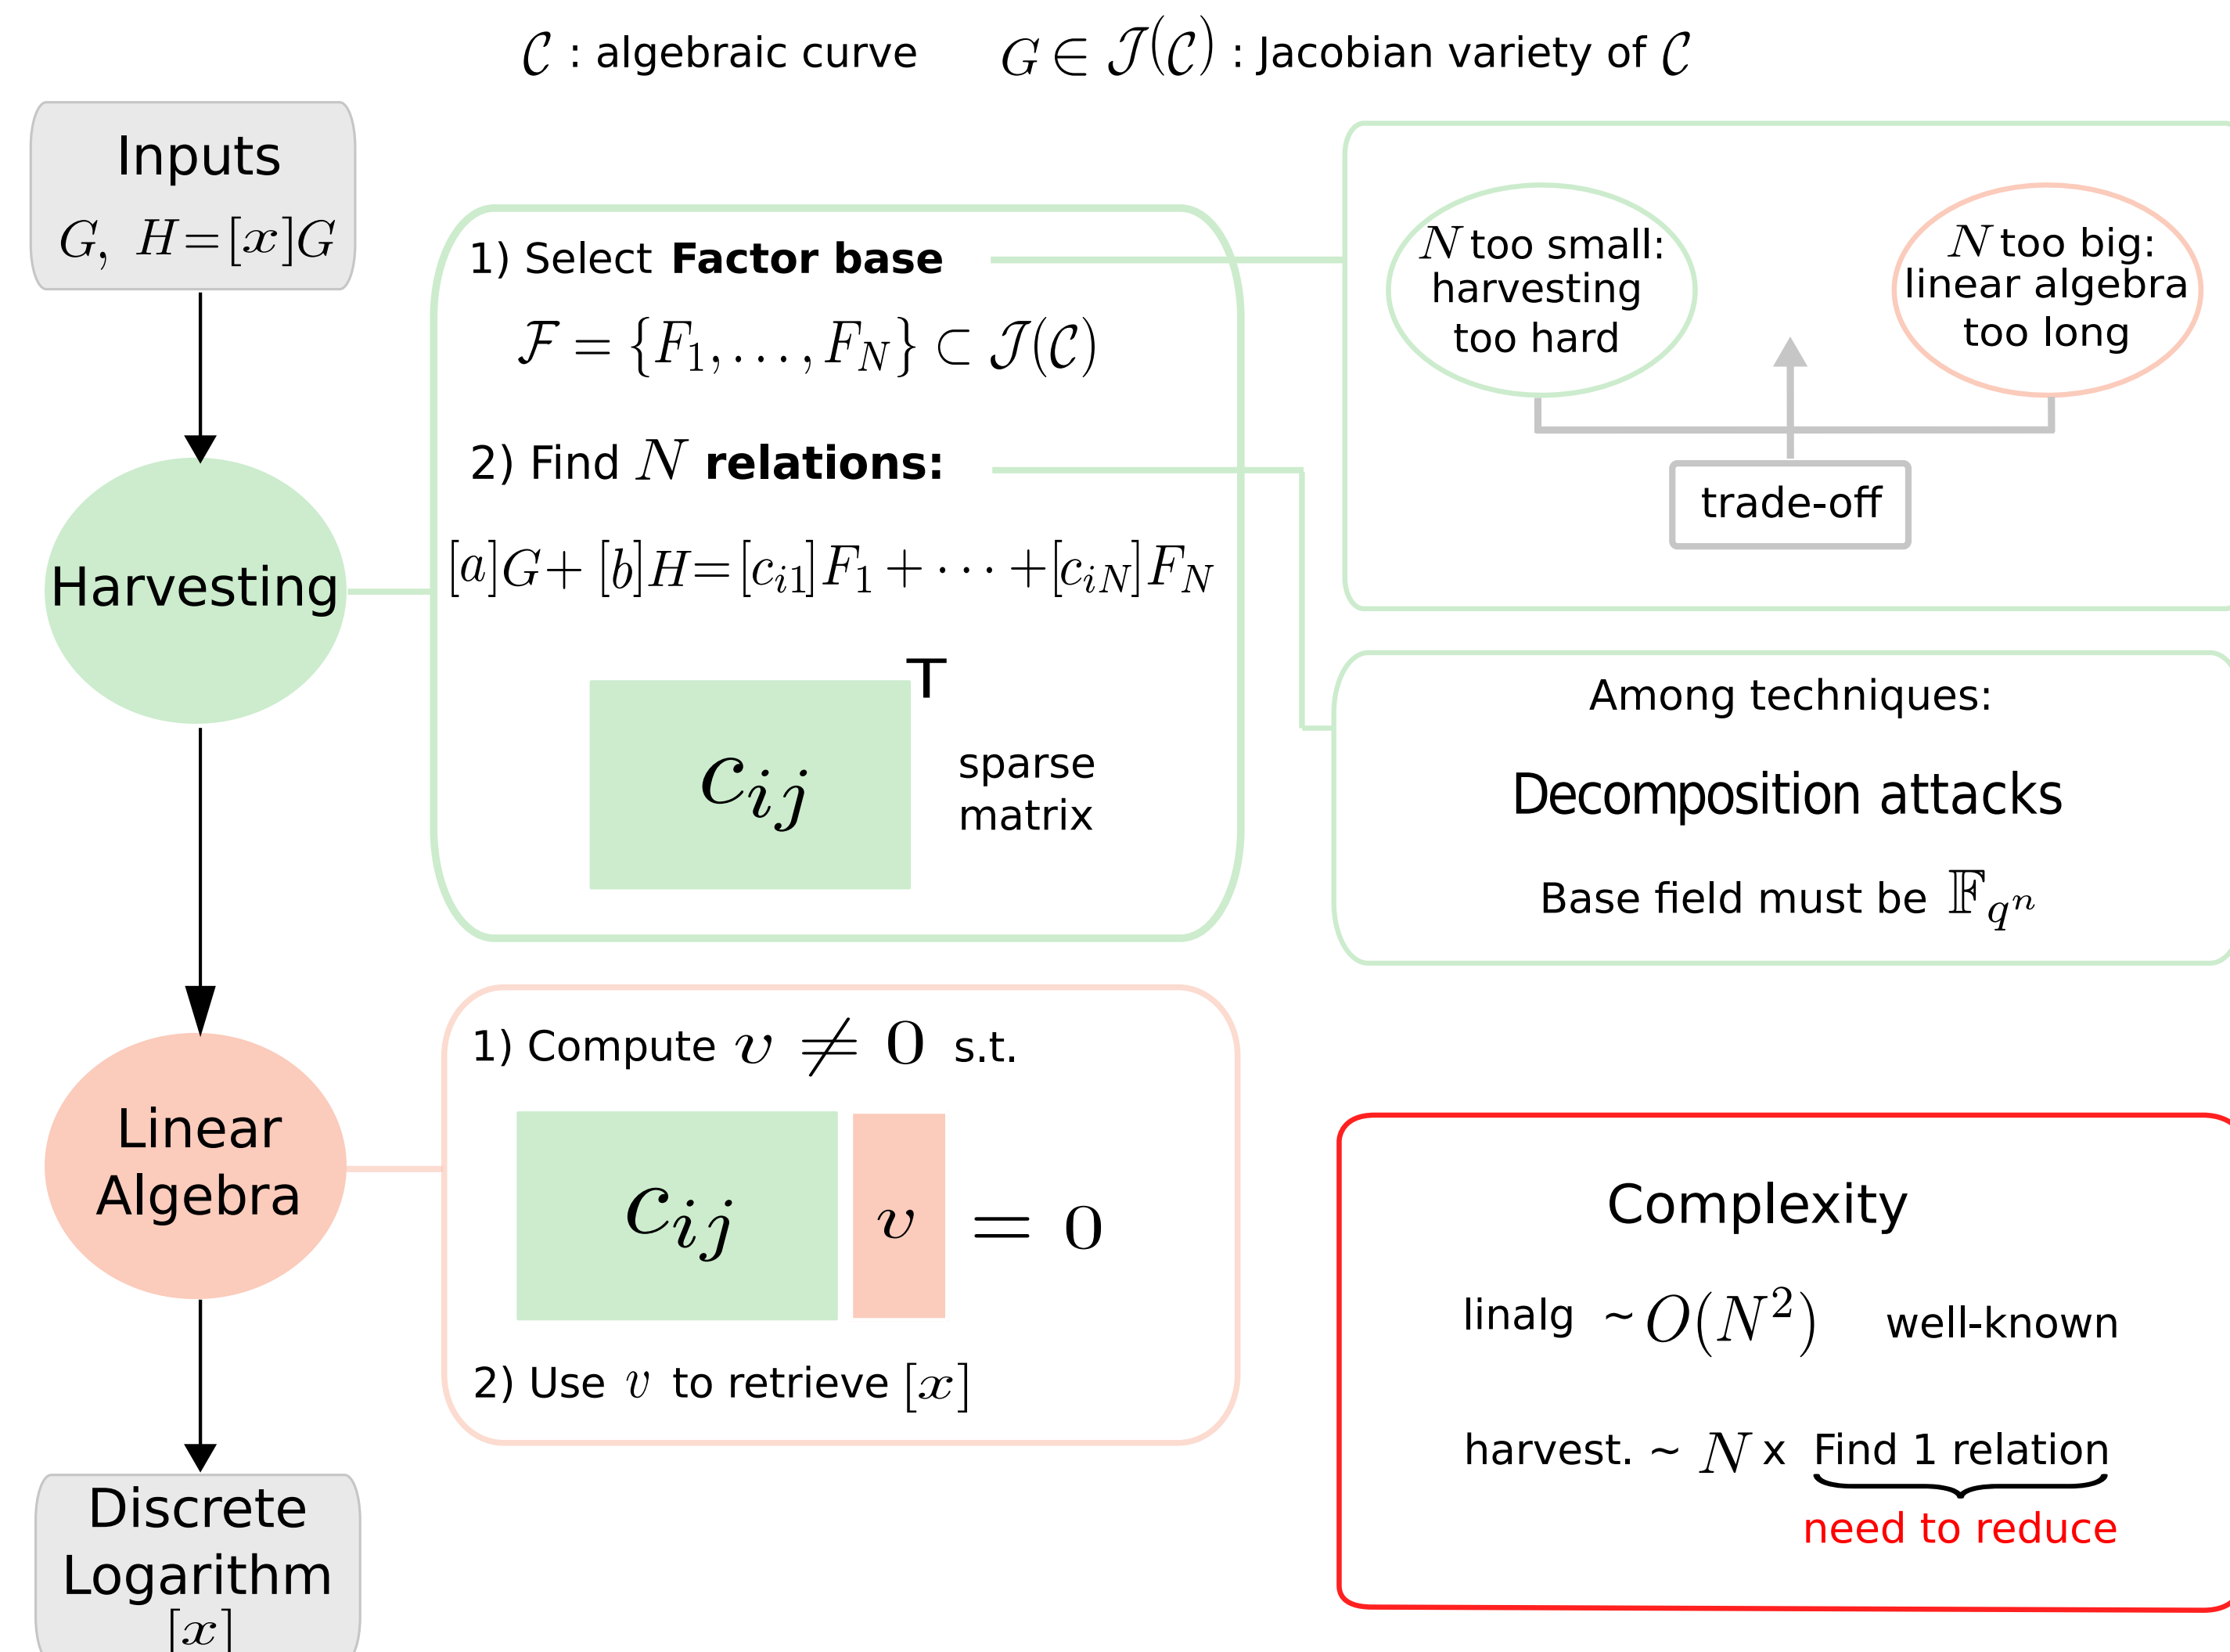 𝒞 : algebraic curve G ∈ 𝒥(𝒞) : Jacobian variety of 𝒞
Inputs
G, H=[x]G
Harvesting
1) Select Factor base
ℱ = {F₁, . . . , F_N} ⊂ 𝒥(𝒞)
2) Find N relations:
[a]G+ [b]H=[c_{i1}]F₁ + · · · +[c_{iN}]F_N
c_{ij}
T
sparse
matrix
N too small:
harvesting
too hard
N too big:
linear algebra
too long
trade-off
Among techniques:
Decomposition attacks
Base field must be 𝔽_{q^n}
Linear
Algebra
1) Compute v ≠ 0 s.t.
c_{ij} v = 0
2) Use v to retrieve [x]
Complexity
linalg ~ O(N²) well-known
harvest. ~ N x Find 1 relation
need to reduce
Discrete
Logarithm
[x]